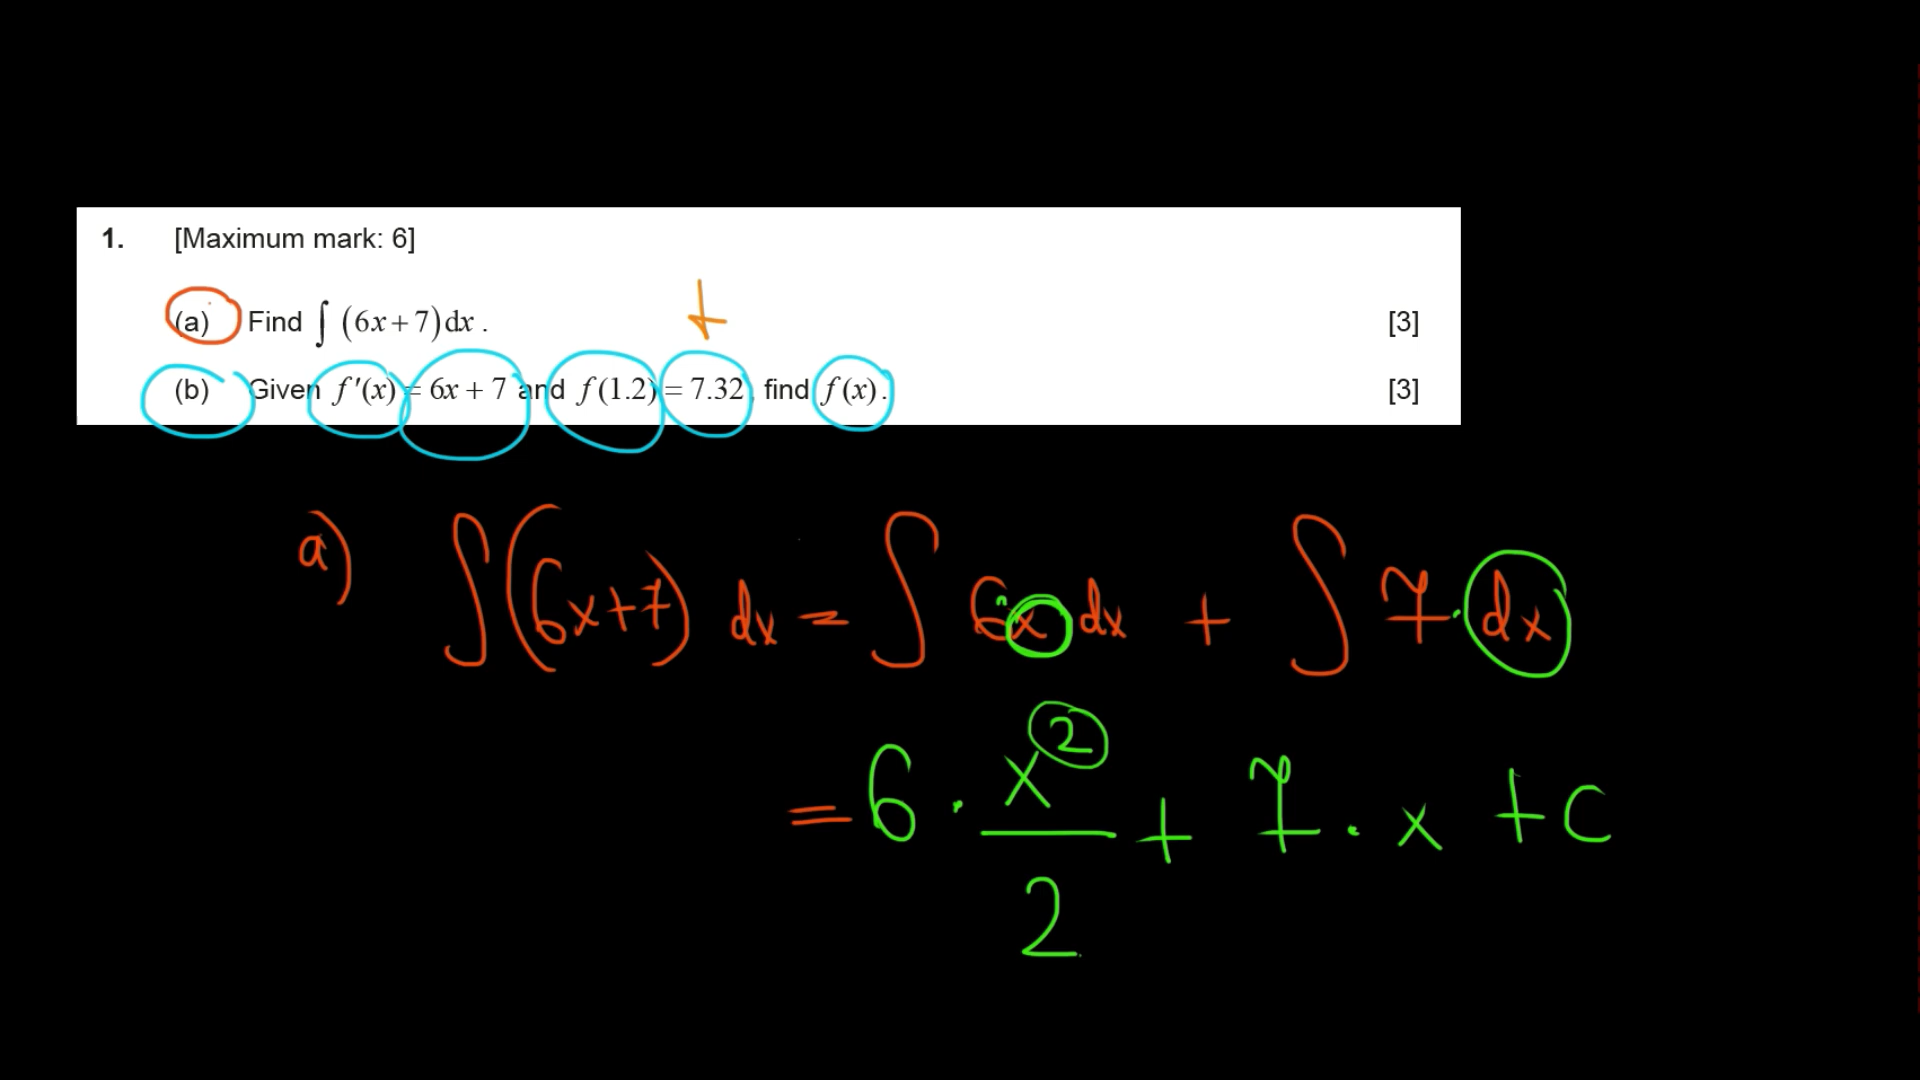 1. [Maximum mark: 6]
+
(a) Find ∫ (6x + 7) dx . [3]
(b) Given f′(x) = 6x + 7 and f (1.2) = 7.32, find f (x). [3]
a) ∫(6x+7) dx = ∫ 6x dx + ∫ 7·dx
= 6 · x²/2 + 7 · x + c